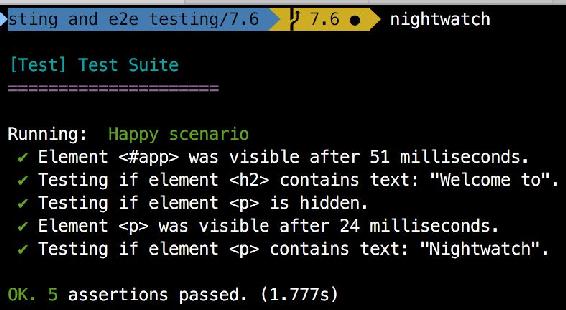 sting and e2e testing/7.6 7.6 ● nightwatch
[Test] Test Suite
=====================
Running: Happy scenario
✔ Element <#app> was visible after 51 milliseconds.
✔ Testing if element <h2> contains text: "Welcome to".
✔ Testing if element <p> is hidden.
✔ Element <p> was visible after 24 milliseconds.
✔ Testing if element <p> contains text: "Nightwatch".
OK. 5 assertions passed. (1.777s)